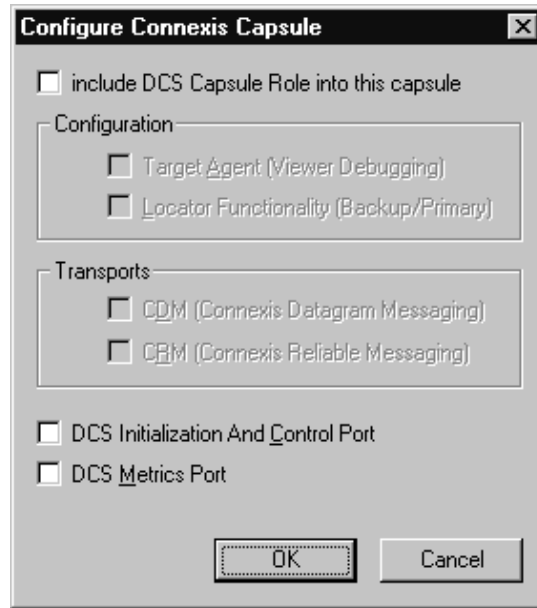 Configure Connexis Capsule
include DCS Capsule Role into this capsule
Configuration
Target Agent (Viewer Debugging)
Locator Functionality (Backup/Primary)
Transports
CDM (Connexis Datagram Messaging)
CRM (Connexis Reliable Messaging)
DCS Initialization And Control Port
DCS Metrics Port
OK
Cancel